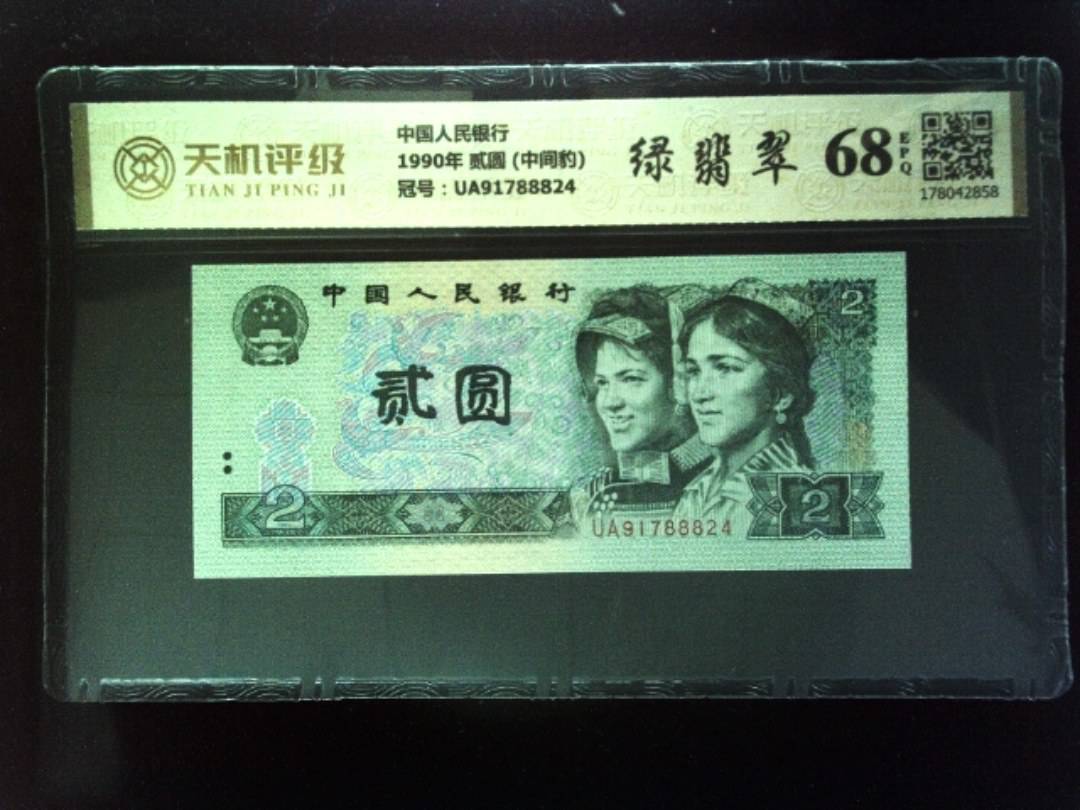 天机评级
TIAN JI PING JI
中国人民银行
1990年 贰圆 (中间豹)
冠号：UA91788824
绿翡翠
68
EPQ
178042858
中国人民银行
2
贰圆
2
2
UA91788824